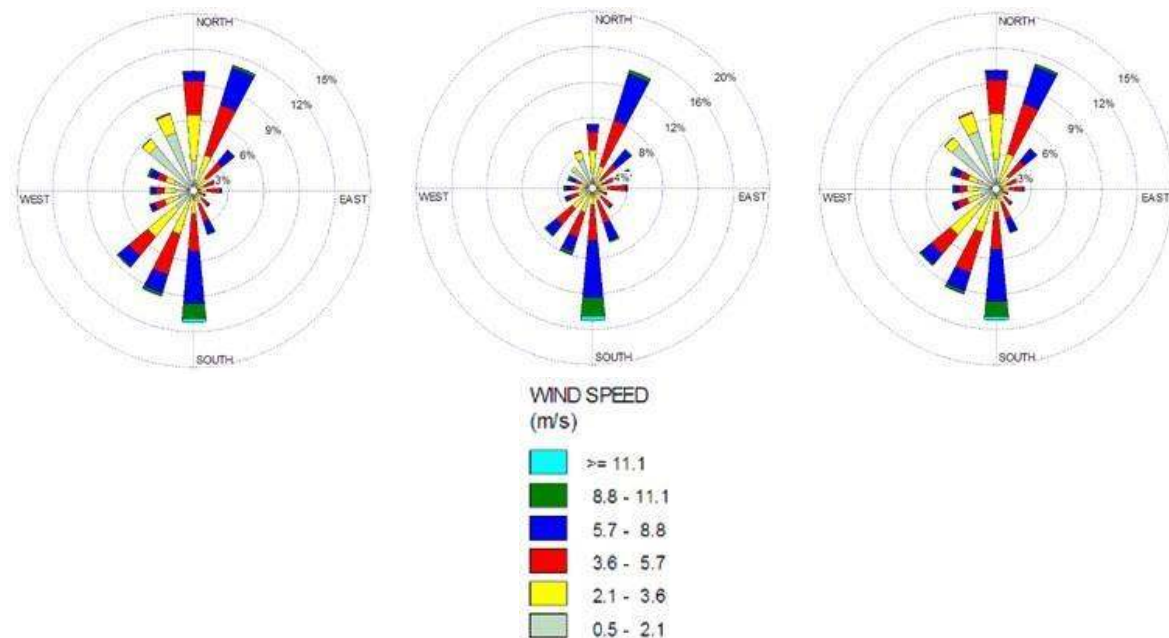 NORTH
15%
12%
9%
6%
3%
WEST
EAST
SOUTH
NORTH
20%
16%
12%
8%
4%
WEST
EAST
SOUTH
NORTH
15%
12%
9%
6%
3%
WEST
EAST
SOUTH
WIND SPEED
(m/s)
>= 11.1
8.8 - 11.1
5.7 - 8.8
3.6 - 5.7
2.1 - 3.6
0.5 - 2.1